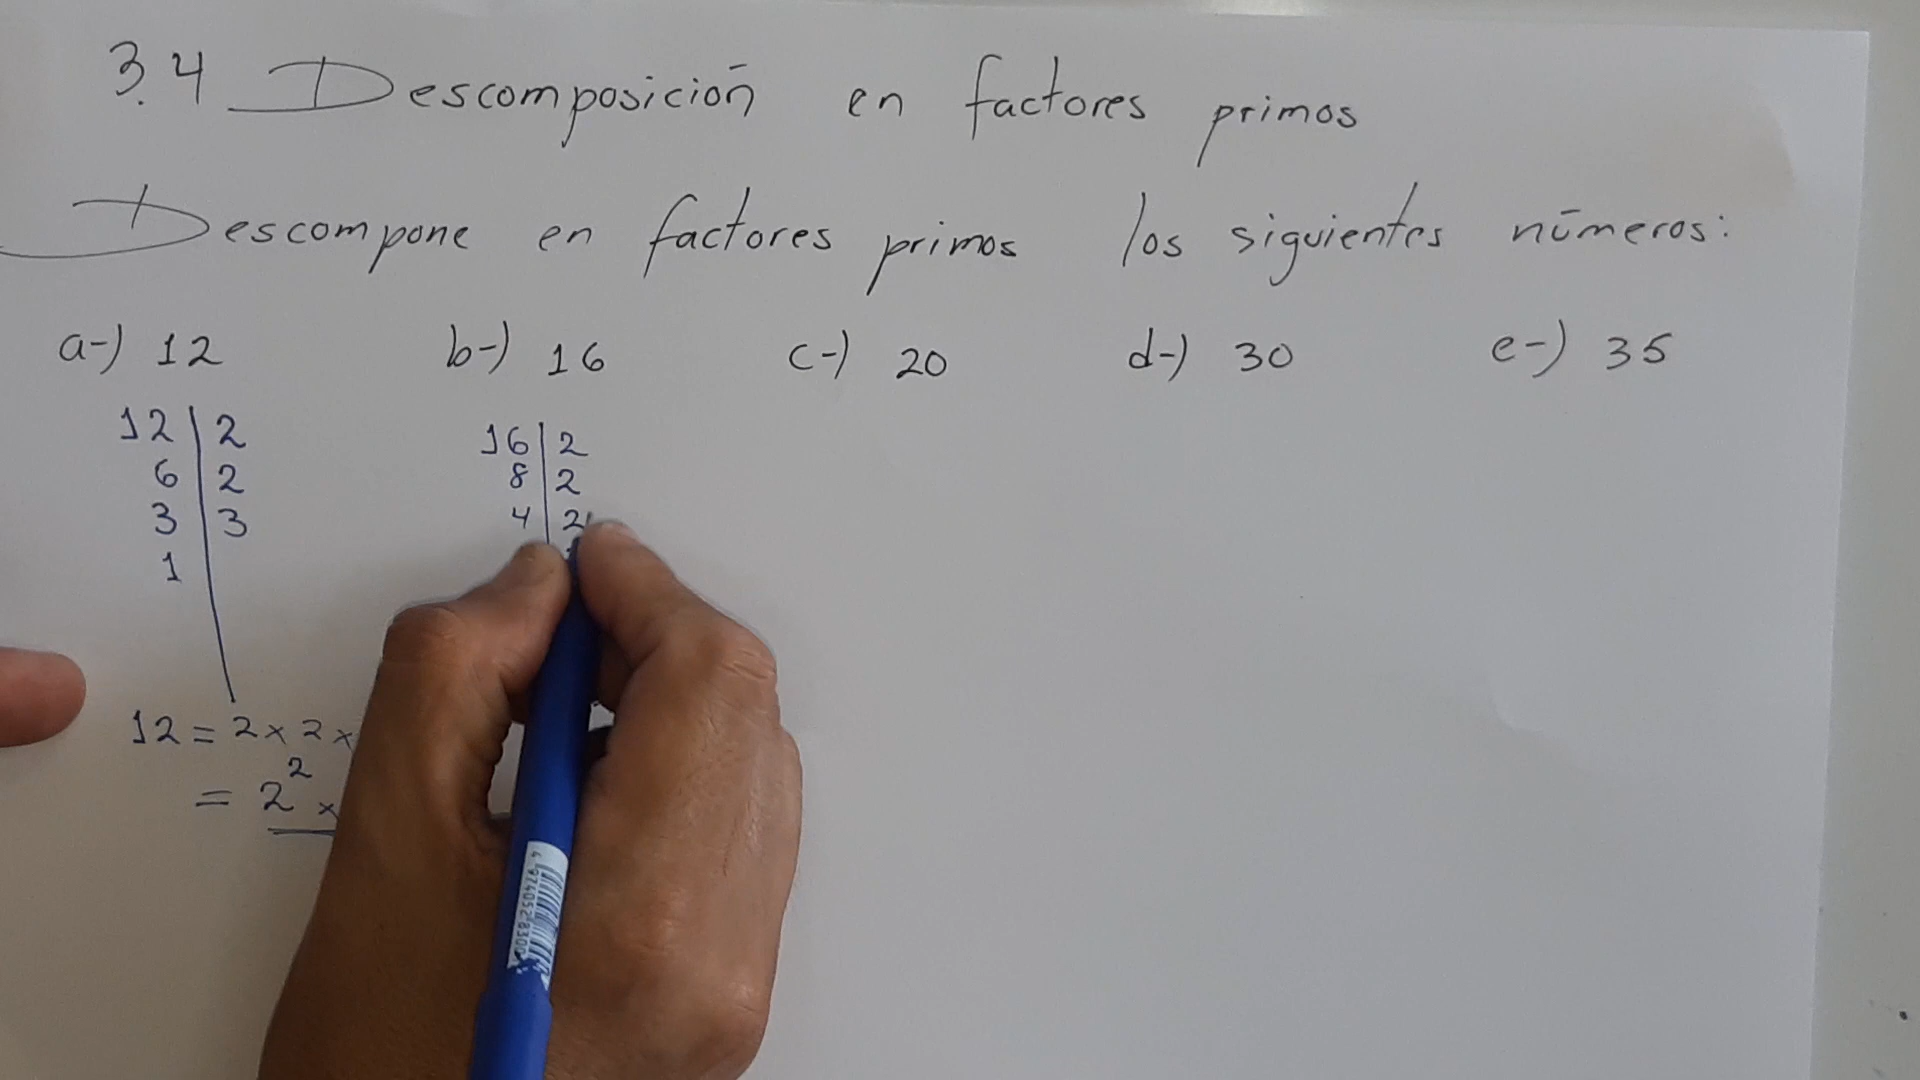 3.4 Descomposición en factores primos
Descompone en factores primos los siguientes números:
a-) 12 b-) 16 c-) 20 d-) 30 e-) 35
12 | 2
6 | 2
3 | 3
1
12 = 2 × 2 ×
= 2² ×
16 | 2
8 | 2
4 | 2